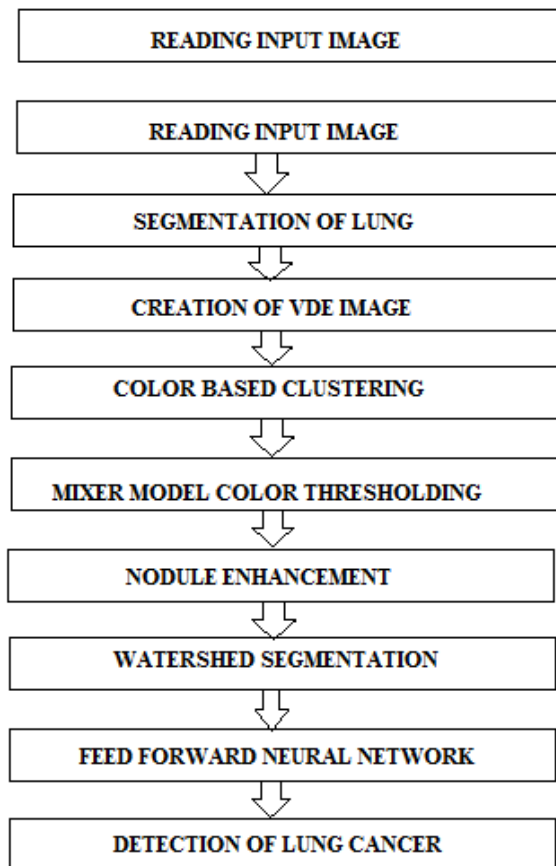 READING INPUT IMAGE
READING INPUT IMAGE
SEGMENTATION OF LUNG
CREATION OF VDE IMAGE
COLOR BASED CLUSTERING
MIXER MODEL COLOR THRESHOLDING
NODULE ENHANCEMENT
WATERSHED SEGMENTATION
FEED FORWARD NEURAL NETWORK
DETECTION OF LUNG CANCER